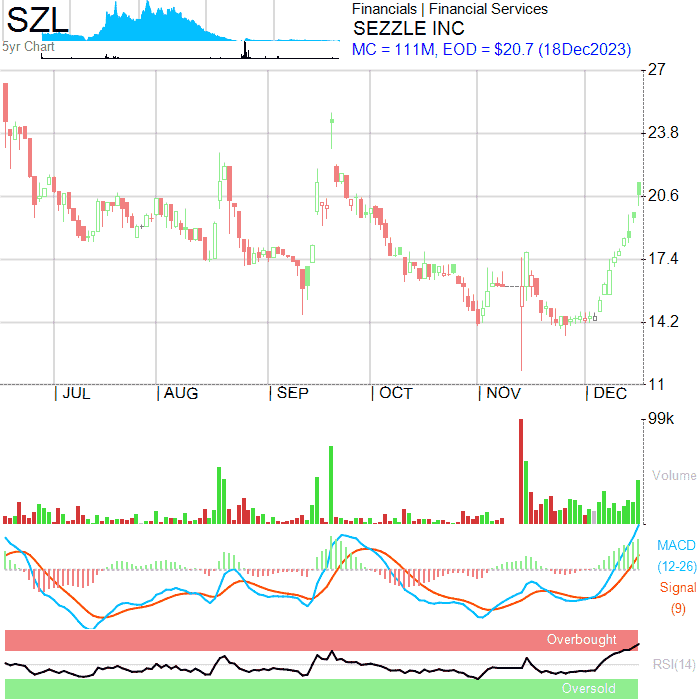 SZL
5yr Chart
Financials | Financial Services
SEZZLE INC
MC = 111M, EOD = $20.7 (18Dec2023)
27
23.8
20.6
17.4
14.2
11
| JUL | AUG | SEP | OCT | NOV | DEC
99k
Volume
MACD
(12-26)
Signal
(9)
Overbought
RSI(14)
Oversold